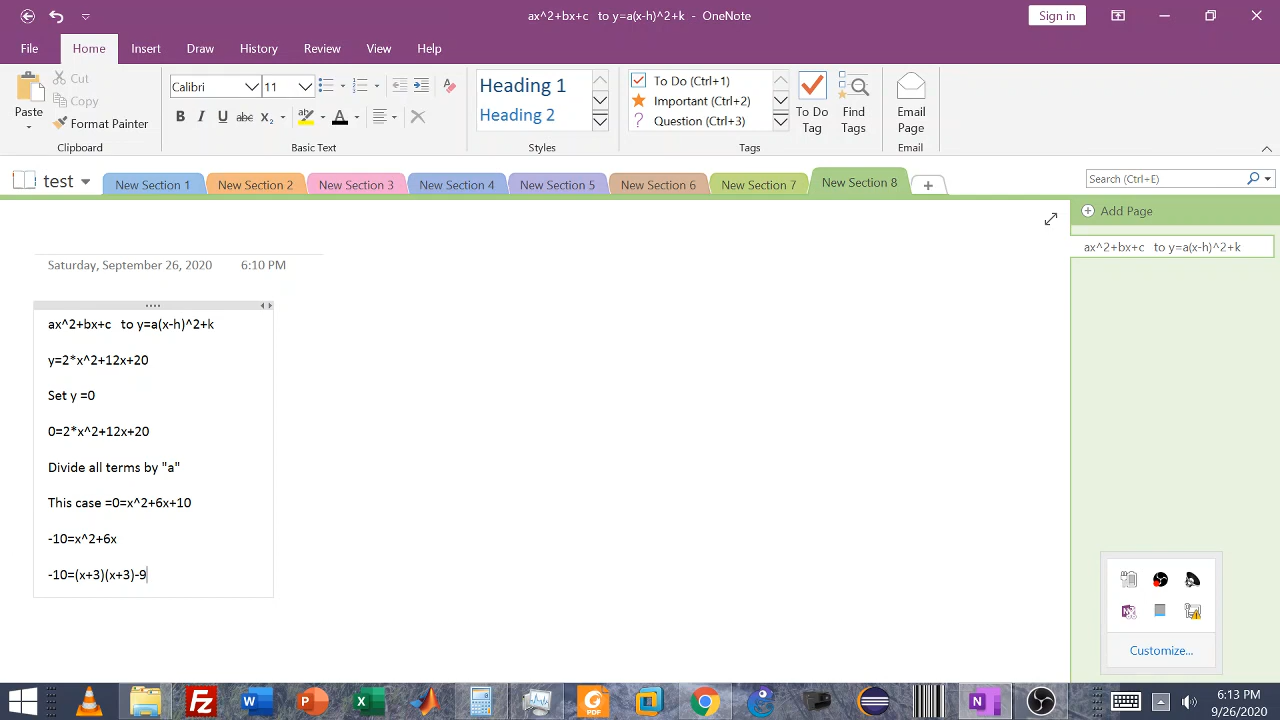 ax^2+bx+c   to y=a(x-h)^2+k  -  OneNote
Sign in
File Home Insert Draw History Review View Help
Paste
Cut
Copy
Format Painter
Clipboard
Calibri 11
B I U abc x₂ A
Basic Text
Heading 1
Heading 2
Styles
To Do (Ctrl+1)
Important (Ctrl+2)
Question (Ctrl+3)
To Do Tag
Find Tags
Tags
Email Page
Email
test
New Section 1 New Section 2 New Section 3 New Section 4 New Section 5 New Section 6 New Section 7 New Section 8
Search (Ctrl+E)
Add Page
ax^2+bx+c   to y=a(x-h)^2+k
Saturday, September 26, 2020 6:10 PM
ax^2+bx+c   to y=a(x-h)^2+k
y=2*x^2+12x+20
Set y =0
0=2*x^2+12x+20
Divide all terms by "a"
This case =0=x^2+6x+10
-10=x^2+6x
-10=(x+3)(x+3)-9
Customize...
6:13 PM
9/26/2020